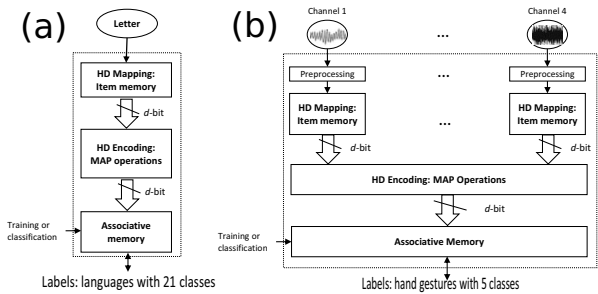 (a)
Letter
HD Mapping:
Item memory
d-bit
HD Encoding:
MAP operations
d-bit
Training or
classification
Associative
memory
Labels: languages with 21 classes
(b)
Channel 1
...
Channel 4
Preprocessing
...
Preprocessing
HD Mapping:
Item memory
...
HD Mapping:
Item memory
d-bit
d-bit
HD Encoding: MAP Operations
d-bit
Training or
classification
Associative Memory
Labels: hand gestures with 5 classes